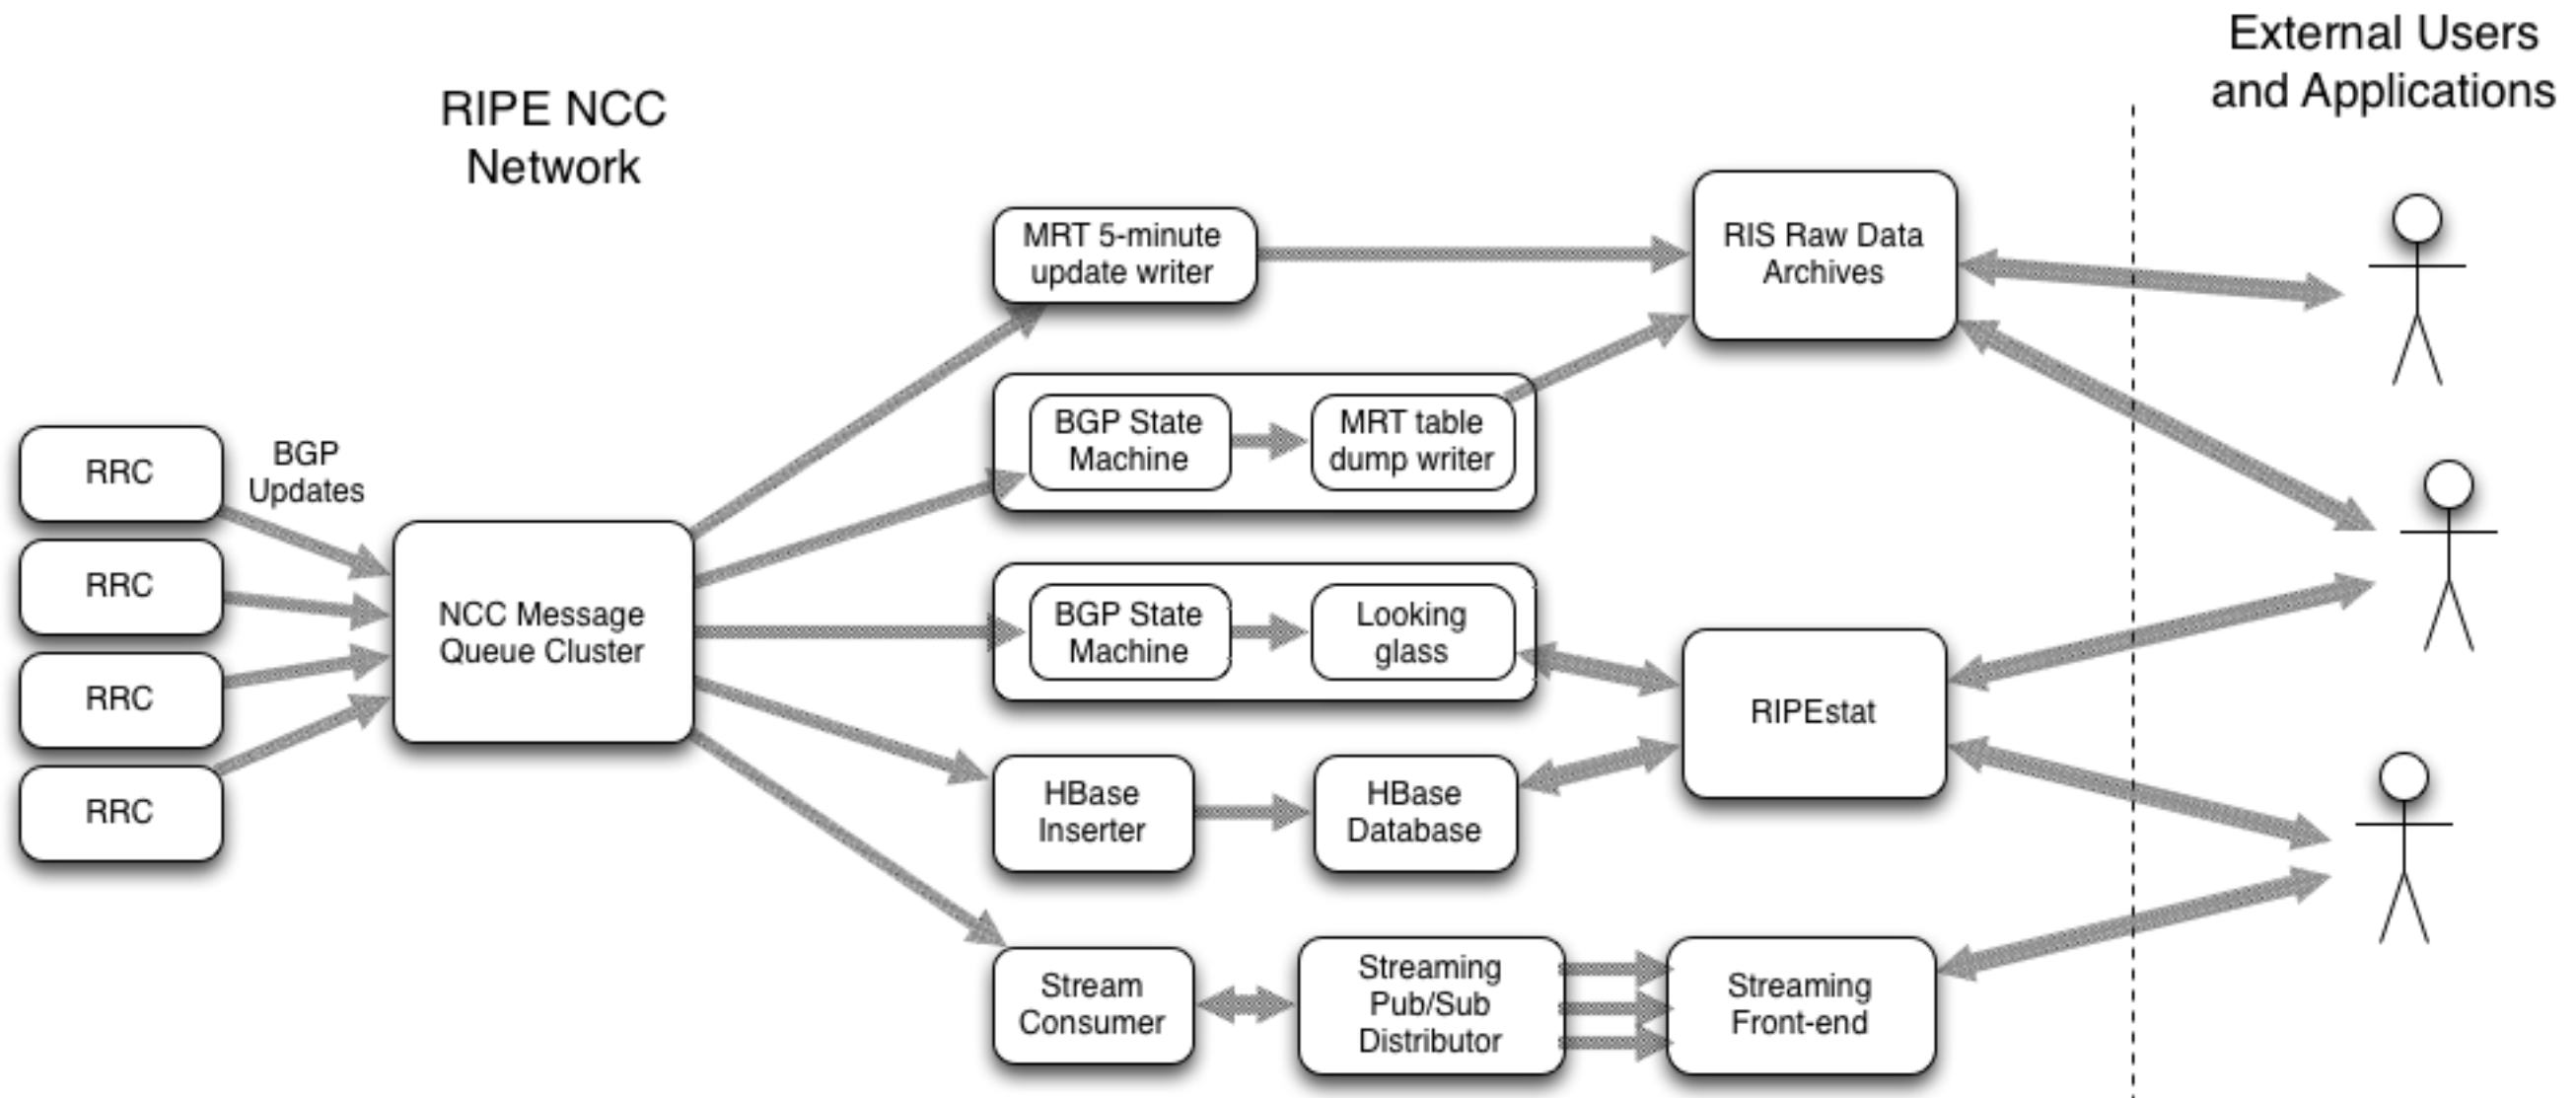 External Users
and Applications
RIPE NCC
Network
MRT 5-minute
update writer
RIS Raw Data
Archives
BGP State
Machine
MRT table
dump writer
RRC
BGP
Updates
RRC
RRC
RRC
NCC Message
Queue Cluster
BGP State
Machine
Looking
glass
RIPEstat
HBase
Inserter
HBase
Database
Stream
Consumer
Streaming
Pub/Sub
Distributor
Streaming
Front-end